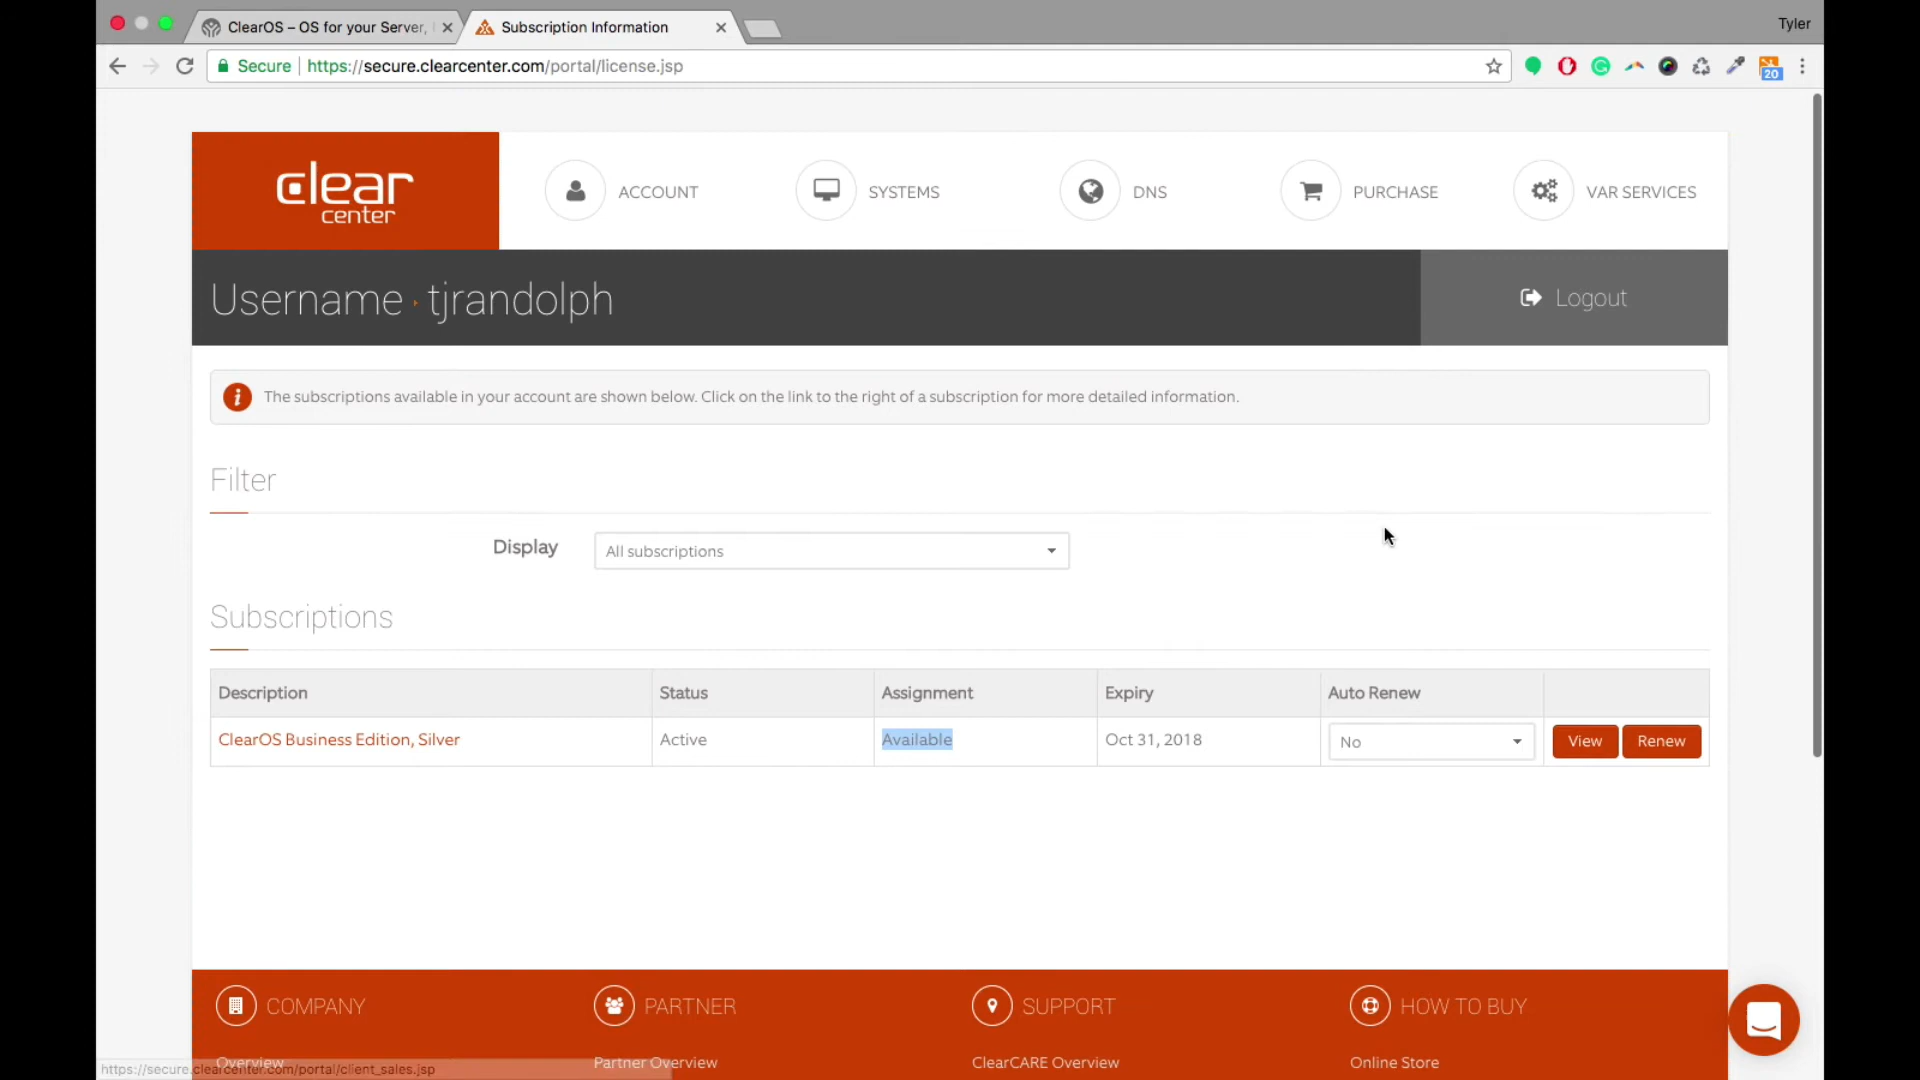 ClearOS – OS for your Server,
Subscription Information
Tyler
Secure
https://secure.clearcenter.com/portal/license.jsp
20
clear
center
ACCOUNT
SYSTEMS
DNS
PURCHASE
VAR SERVICES
Username
tjrandolph
Logout
The subscriptions available in your account are shown below. Click on the link to the right of a subscription for more detailed information.
Filter
Display
All subscriptions
Subscriptions
Description
Status
Assignment
Expiry
Auto Renew
ClearOS Business Edition, Silver
Active
Available
Oct 31, 2018
No
View
Renew
COMPANY
PARTNER
SUPPORT
HOW TO BUY
Overview
Partner Overview
ClearCARE Overview
Online Store
https://secure.clearcenter.com/portal/client_sales.jsp